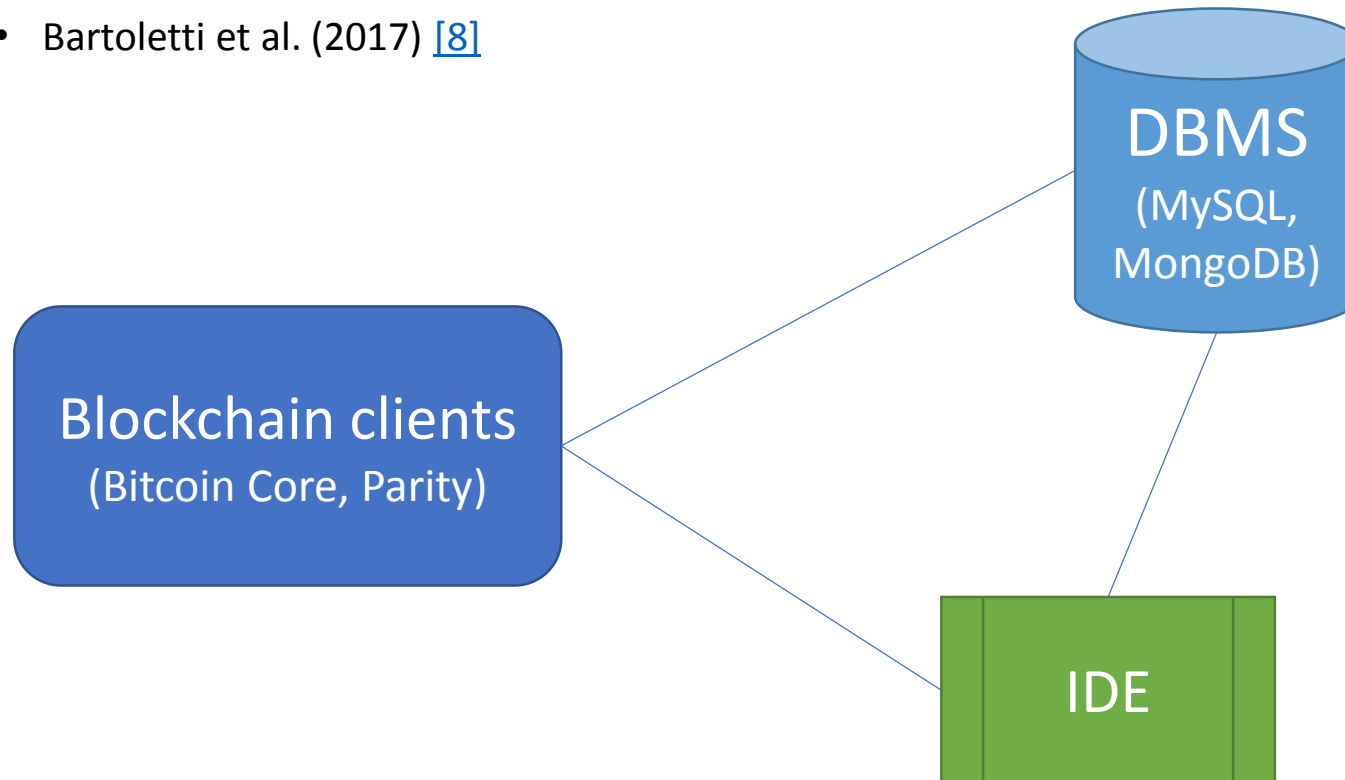 • Bartoletti et al. (2017) [8]
DBMS
(MySQL,
MongoDB)
Blockchain clients
(Bitcoin Core, Parity)
IDE